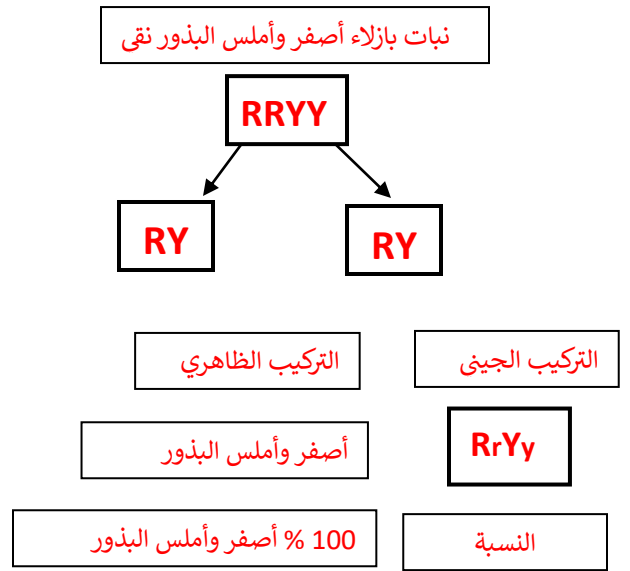 نبات بازلاء أصفر وأملس البذور نقى
RRYY
RY
RY
التركيب الجينى
التركيب الظاهري
RrYy
أصفر وأملس البذور
النسبة
100 % أصفر وأملس البذور